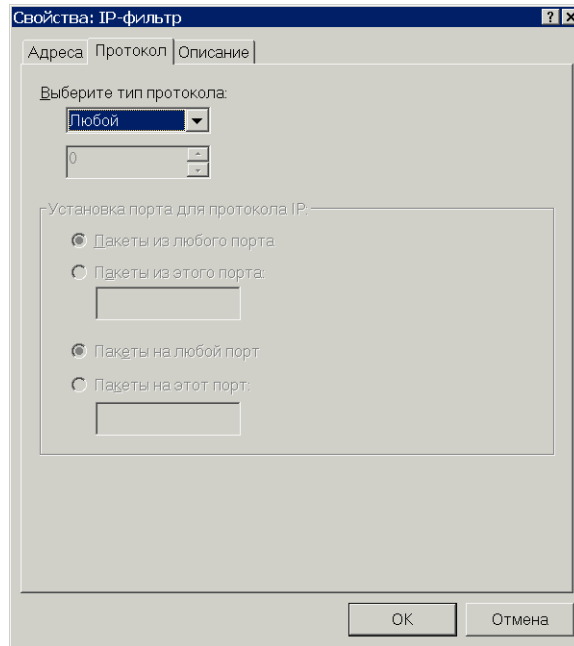 Свойства: IP-фильтр
Адреса Протокол Описание
Выберите тип протокола:
Любой
0
Установка порта для протокола IP:
Пакеты из любого порта
Пакеты из этого порта:
Пакеты на любой порт
Пакеты на этот порт:
ОК Отмена